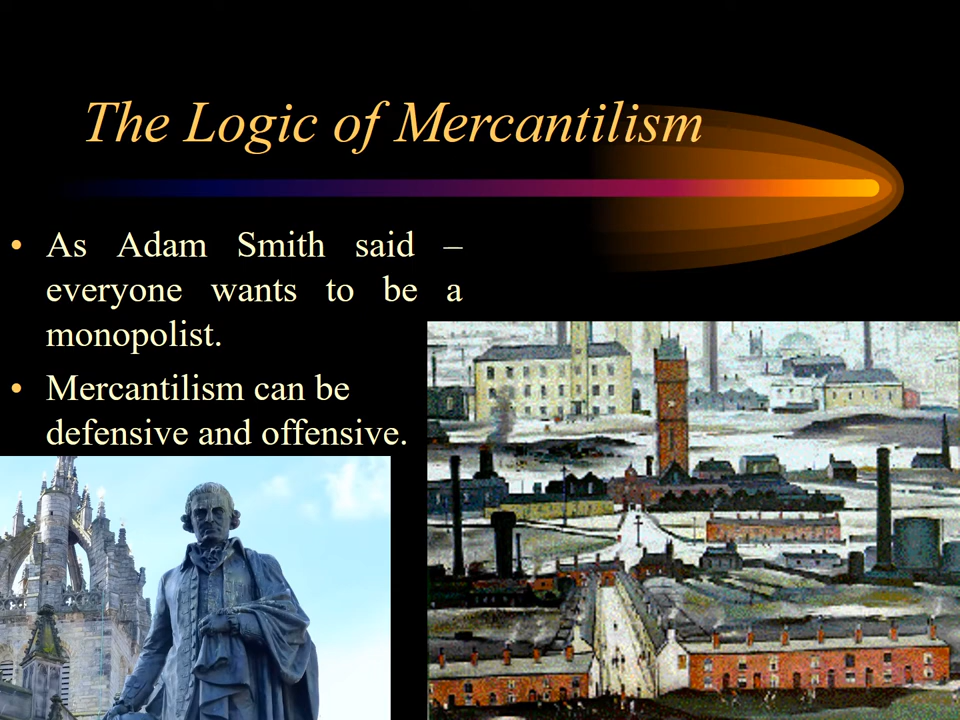 The Logic of Mercantilism
• As Adam Smith said –
everyone wants to be a
monopolist.
• Mercantilism can be
defensive and offensive.